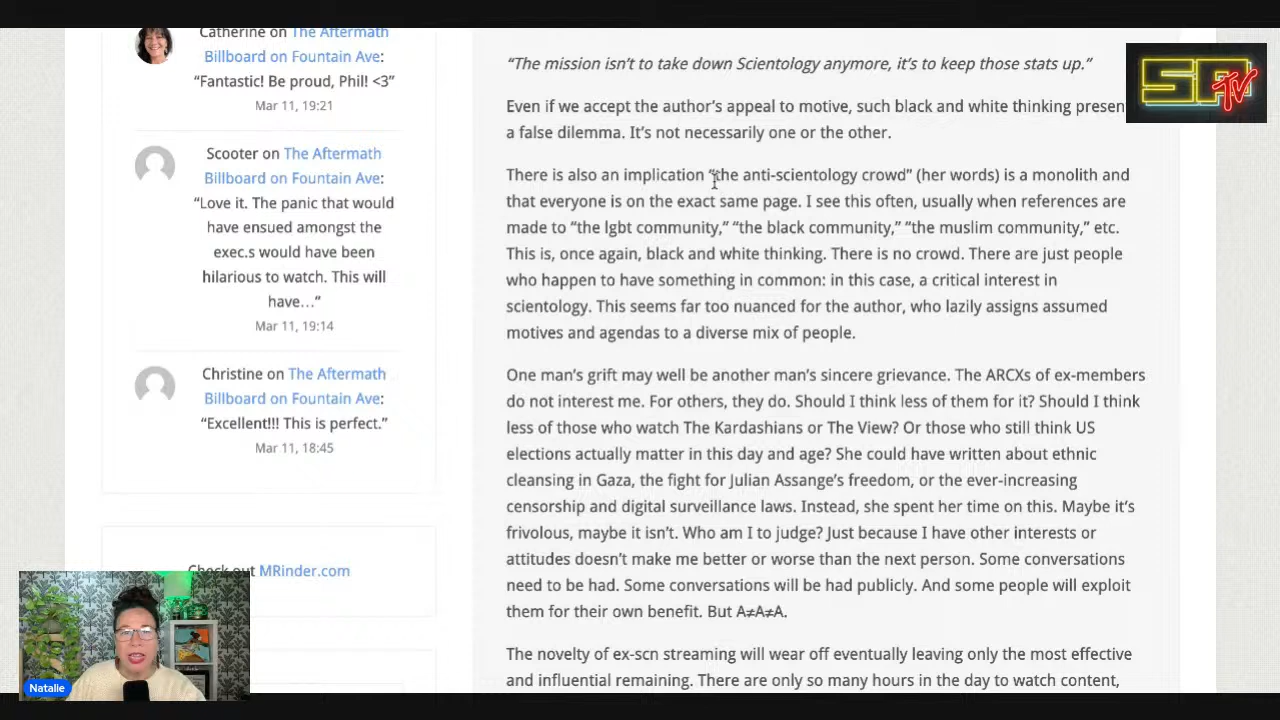 Catherine on The Aftermath
Billboard on Fountain Ave:
“Fantastic! Be proud, Phil! <3”
Mar 11, 19:21
Scooter on The Aftermath
Billboard on Fountain Ave:
“Love it. The panic that would
have ensued amongst the
exec.s would have been
hilarious to watch. This will
have…”
Mar 11, 19:14
Christine on The Aftermath
Billboard on Fountain Ave:
“Excellent!!! This is perfect.”
Mar 11, 18:45
Check out MRinder.com
Natalie
“The mission isn’t to take down Scientology anymore, it’s to keep those stats up.”
Even if we accept the author’s appeal to motive, such black and white thinking presen
a false dilemma. It’s not necessarily one or the other.
There is also an implication “the anti-scientology crowd” (her words) is a monolith and
that everyone is on the exact same page. I see this often, usually when references are
made to “the lgbt community,” “the black community,” “the muslim community,” etc.
This is, once again, black and white thinking. There is no crowd. There are just people
who happen to have something in common: in this case, a critical interest in
scientology. This seems far too nuanced for the author, who lazily assigns assumed
motives and agendas to a diverse mix of people.
One man’s grift may well be another man’s sincere grievance. The ARCXs of ex-members
do not interest me. For others, they do. Should I think less of them for it? Should I think
less of those who watch The Kardashians or The View? Or those who still think US
elections actually matter in this day and age? She could have written about ethnic
cleansing in Gaza, the fight for Julian Assange’s freedom, or the ever-increasing
censorship and digital surveillance laws. Instead, she spent her time on this. Maybe it’s
frivolous, maybe it isn’t. Who am I to judge? Just because I have other interests or
attitudes doesn’t make me better or worse than the next person. Some conversations
need to be had. Some conversations will be had publicly. And some people will exploit
them for their own benefit. But A≠A≠A.
The novelty of ex-scn streaming will wear off eventually leaving only the most effective
and influential remaining. There are only so many hours in the day to watch content,
SPTV